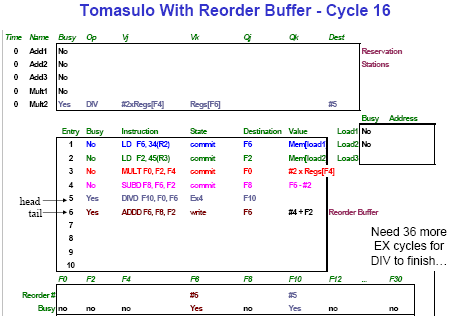 Tomasulo With Reorder Buffer - Cycle 16
Time Name Busy Op Vj Vk Qj Qk Dest
0 Add1 No Reservation
0 Add2 No Stations
0 Add3 No
0 Mult1 No
0 Mult2 Yes DIV #2xRegs[F4] Regs[F6] #5
Busy Address
Entry Busy Instruction State Destination Value Load1 No
1 No LD F6, 34(R2) commit F6 Mem[load1] Load2 No
2 No LD F2, 45(R3) commit F2 Mem[load2] Load3
3 No MULT F0, F2, F4 commit F0 #2 x Regs[F4]
4 No SUBD F8, F6, F2 commit F8 F6 - #2
head 5 Yes DIVD F10, F0, F6 Ex4 F10
tail 6 Yes ADDD F6, F8, F2 write F6 #4 + F2 Reorder Buffer
7
8
9
10
Need 36 more
EX cycles for
DIV to finish…
F0 F2 F4 F6 F8 F10 F12 ... F30
Reorder # #6 #5
Busy no no no Yes no Yes no no